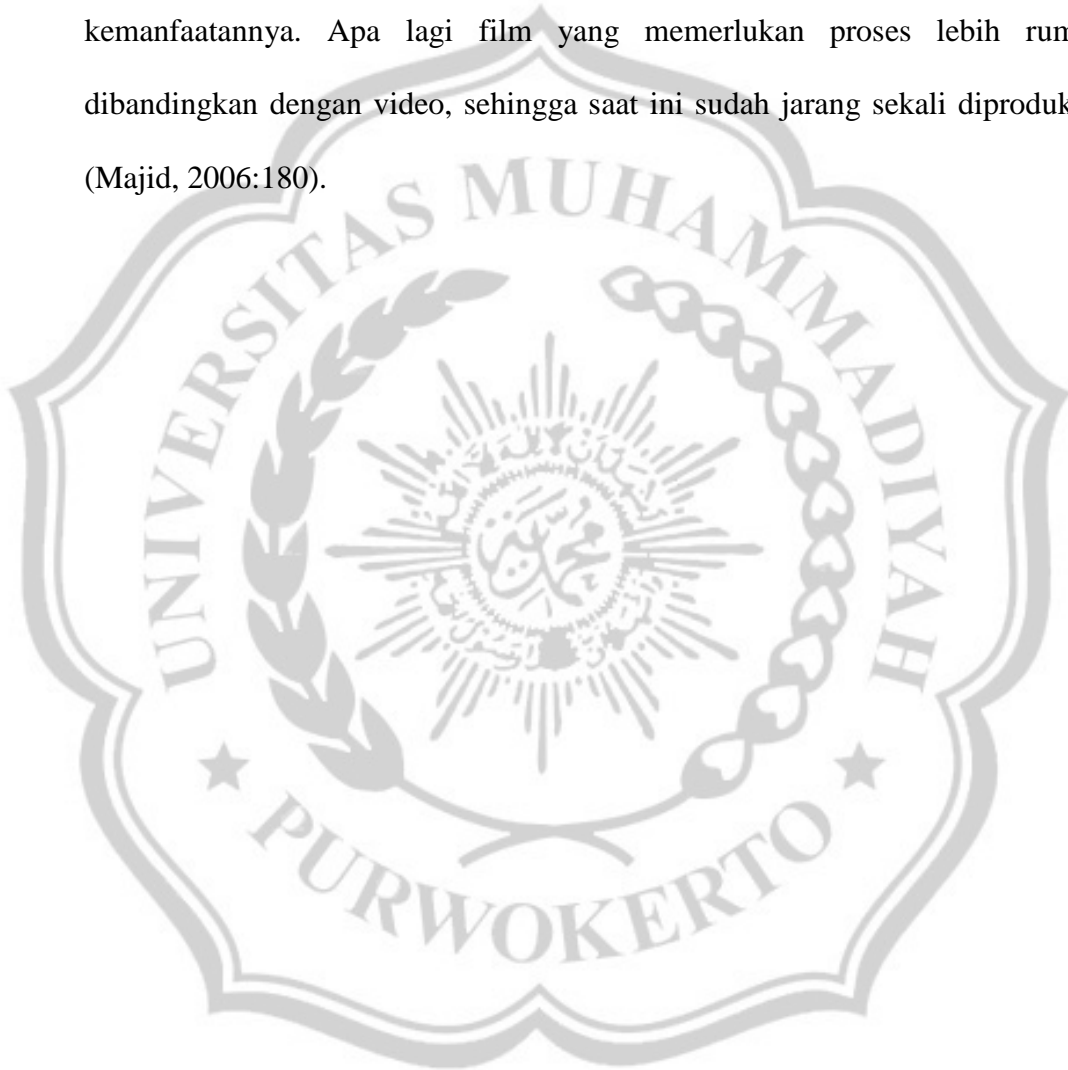 kemanfaatannya. Apa lagi film yang memerlukan proses lebih
dibandingkan dengan video, sehingga saat ini sudah jarang sekali
(Majid, 2006:180).
UNIVERSITAS MUHAMMADIYAH
محمدية
PURWOKERTO